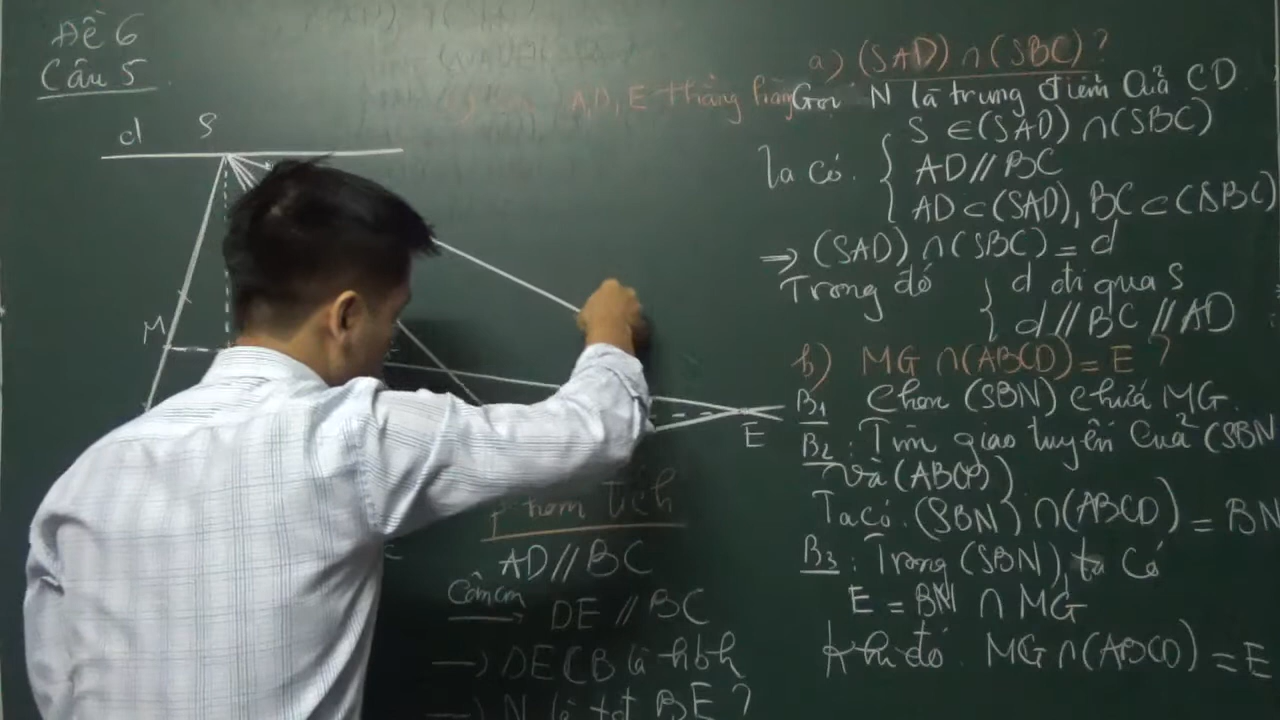 Đề 6
Câu 5
d S
M
E
A, D, E thẳng hàng
Phân tích
AD // BC
DE // BC
→ DECB là hbh
→ N là tđ BE ?
a) (SAD) ∩ (SBC) ?
Gọi N là trung điểm của CD
Ta có. { S ∈ (SAD) ∩ (SBC)
AD // BC
AD ⊂ (SAD), BC ⊂ (SBC)
⇒ (SAD) ∩ (SBC) = d
Trong đó { d đi qua S
d // BC // AD
b) MG ∩ (ABCD) = E ?
B1 Chọn (SBN) chứa MG.
B2 : Tìm giao tuyến của (SBN
và (ABCD)
Ta có. (SBN) ∩ (ABCD) = BN
B3 : Trong (SBN), ta có
E = BN ∩ MG
Khi đó. MG ∩ (ABCD) = E